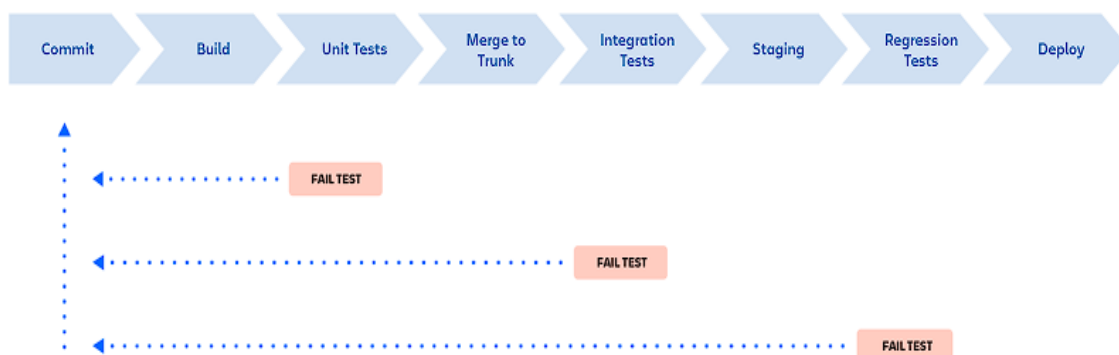 Commit
Build
Unit Tests
Merge to
Trunk
Integration
Tests
Staging
Regression
Tests
Deploy
FAIL TEST
FAIL TEST
FAIL TEST